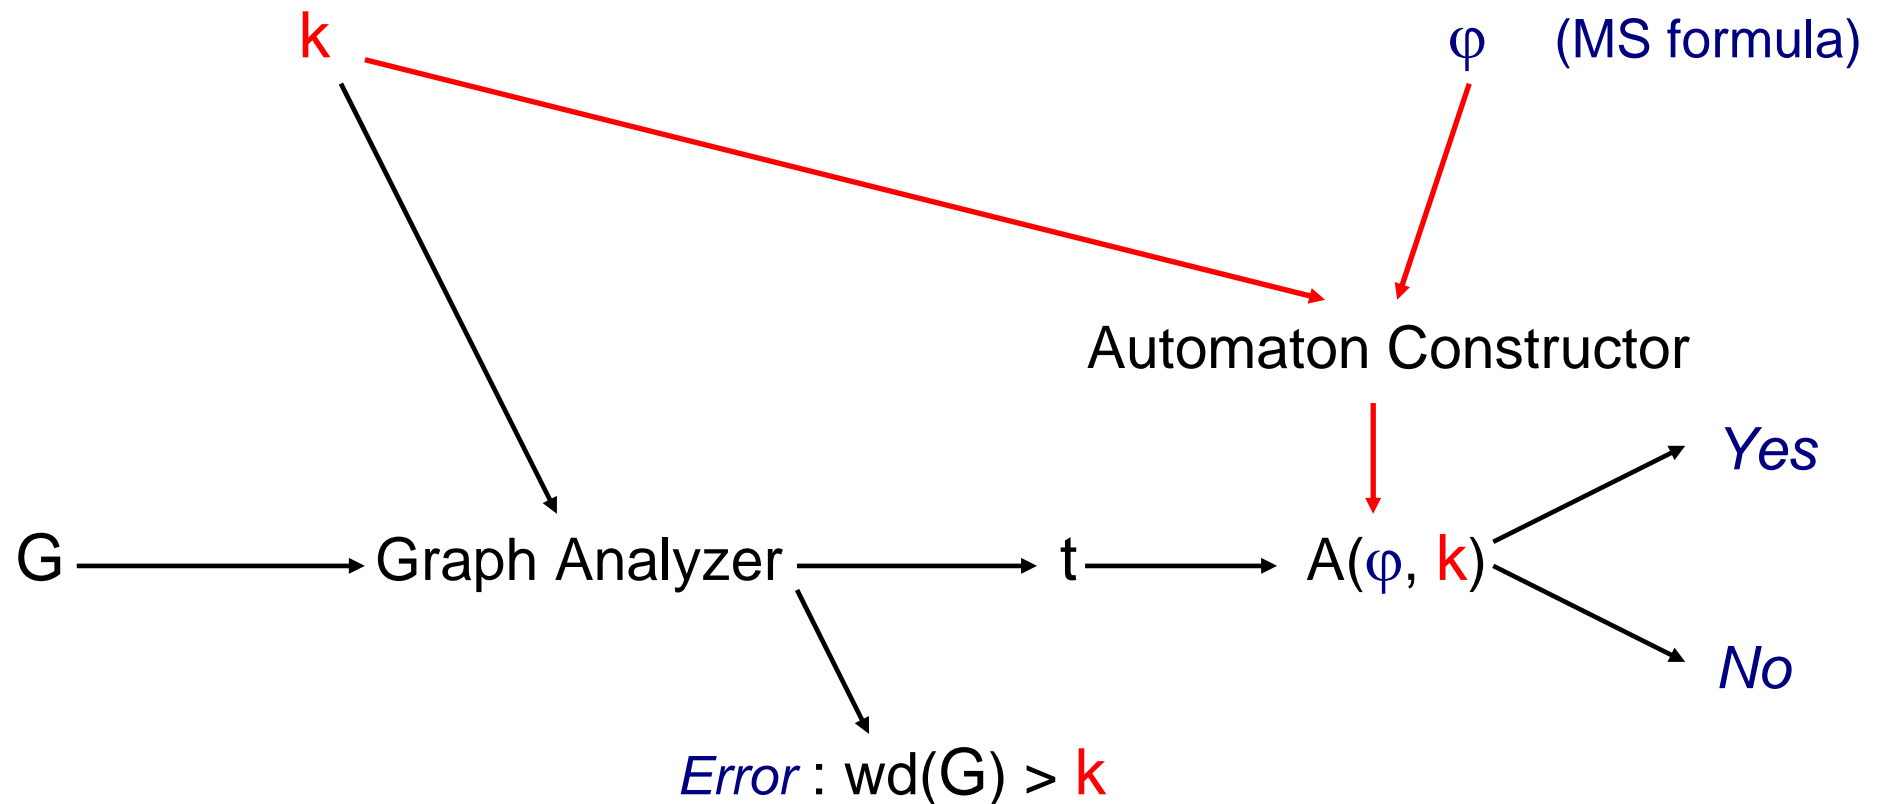 k
φ (MS formula)
Automaton Constructor
Yes
G Graph Analyzer t A(φ, k)
No
Error : wd(G) > k